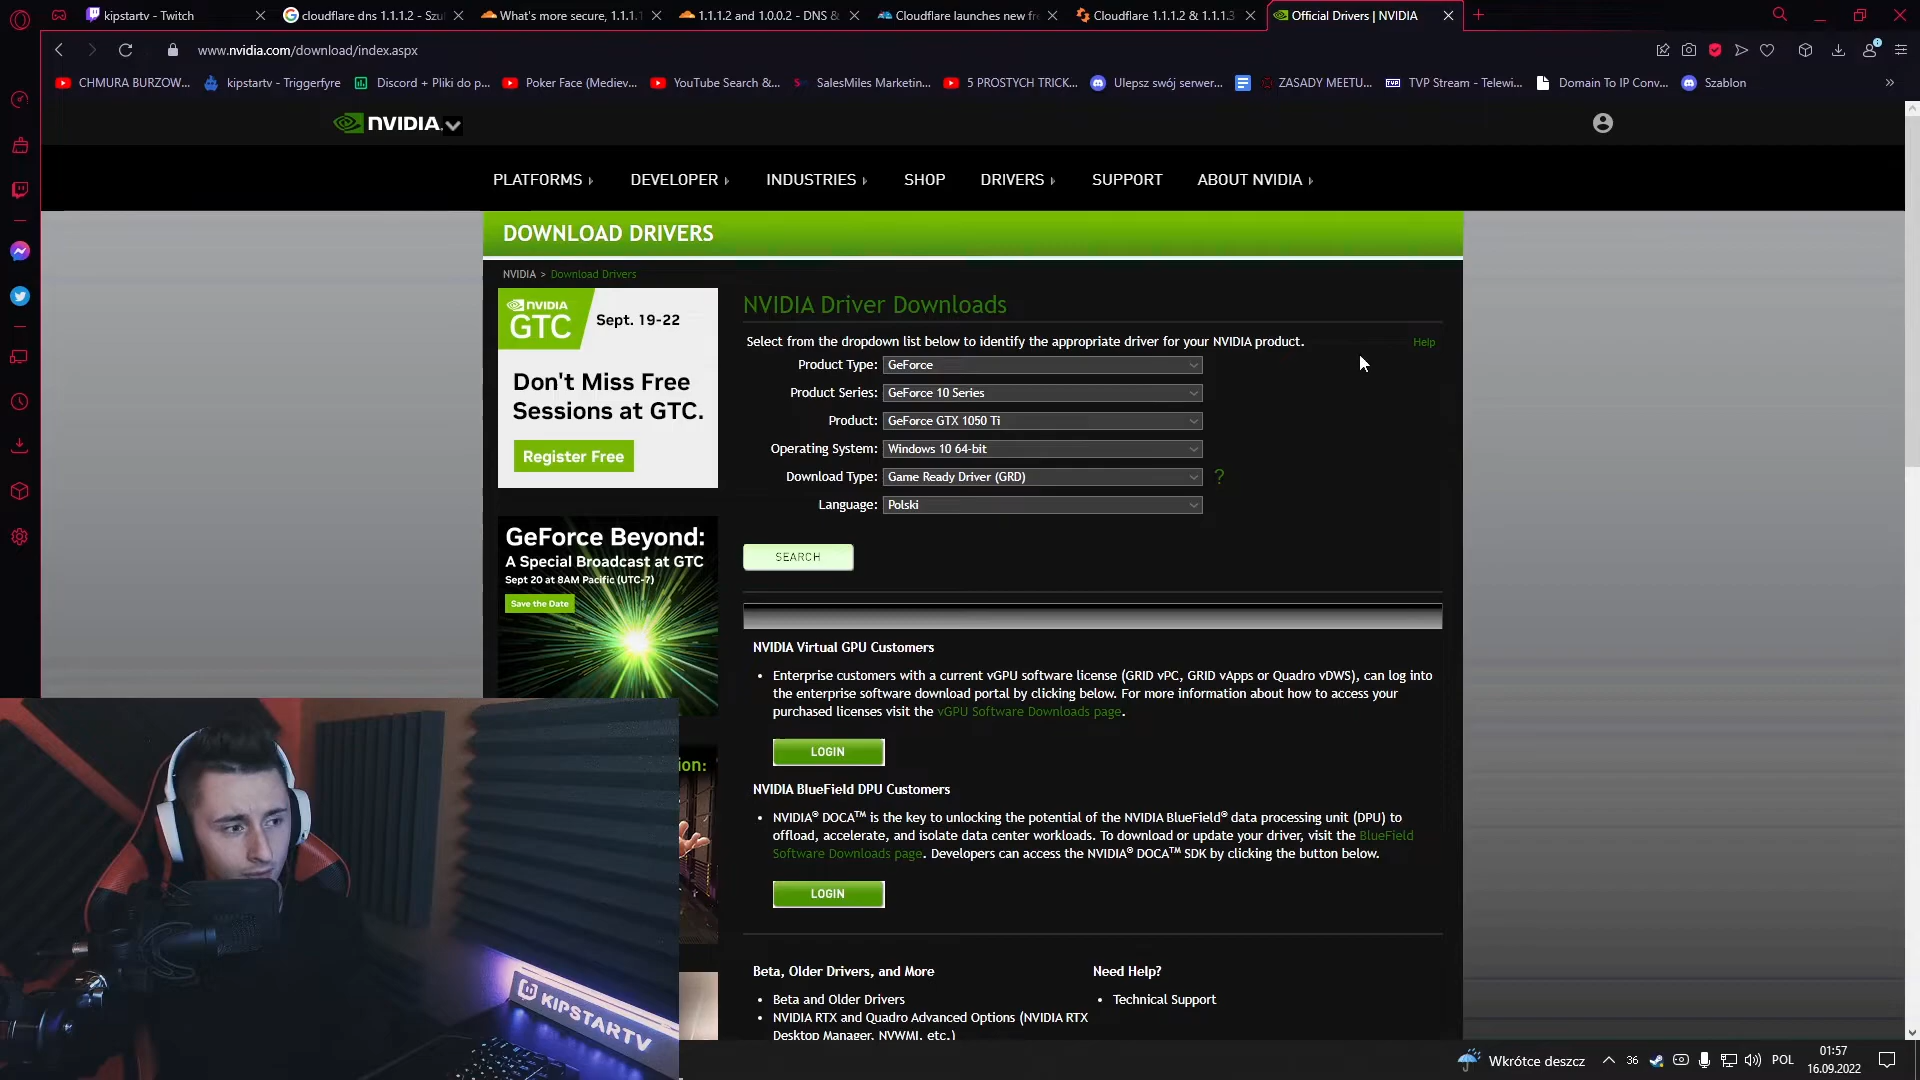 kipstartv - Twitch
cloudflare dns 1.1.1.2 - Szu
What's more secure, 1.1.1.1
1.1.1.2 and 1.0.0.2 - DNS &
Cloudflare launches new fre
Cloudflare 1.1.1.2 & 1.1.1.3
Official Drivers | NVIDIA
www.nvidia.com/download/index.aspx
CHMURA BURZOW...
kipstartv - Triggerfyre
Discord + Pliki do p...
Poker Face (Mediev...
YouTube Search &...
SalesMiles Marketin...
5 PROSTYCH TRICK...
Ulepsz swój serwer...
ZASADY MEETU...
TVP Stream - Telewi...
Domain To IP Conv...
Szablon
NVIDIA.
PLATFORMS
DEVELOPER
INDUSTRIES
SHOP
DRIVERS
SUPPORT
ABOUT NVIDIA
DOWNLOAD DRIVERS
NVIDIA > Download Drivers
NVIDIA
GTC
Sept. 19-22
Don't Miss Free
Sessions at GTC.
Register Free
GeForce Beyond:
A Special Broadcast at GTC
Sept 20 at 8AM Pacific (UTC-7)
Save the Date
ion:
NVIDIA Driver Downloads
Select from the dropdown list below to identify the appropriate driver for your NVIDIA product.
Help
Product Type: GeForce
Product Series: GeForce 10 Series
Product: GeForce GTX 1050 Ti
Operating System: Windows 10 64-bit
Download Type: Game Ready Driver (GRD) ?
Language: Polski
SEARCH
NVIDIA Virtual GPU Customers
• Enterprise customers with a current vGPU software license (GRID vPC, GRID vApps or Quadro vDWS), can log into
the enterprise software download portal by clicking below. For more information about how to access your
purchased licenses visit the vGPU Software Downloads page.
LOGIN
NVIDIA BlueField DPU Customers
• NVIDIA® DOCA™ is the key to unlocking the potential of the NVIDIA BlueField® data processing unit (DPU) to
offload, accelerate, and isolate data center workloads. To download or update your driver, visit the BlueField
Software Downloads page. Developers can access the NVIDIA® DOCA™ SDK by clicking the button below.
LOGIN
Beta, Older Drivers, and More
• Beta and Older Drivers
• NVIDIA RTX and Quadro Advanced Options (NVIDIA RTX
Desktop Manager, NVWMI, etc.)
Need Help?
• Technical Support
KIPSTARTV
Wkrótce deszcz
36
POL
01:57
16.09.2022